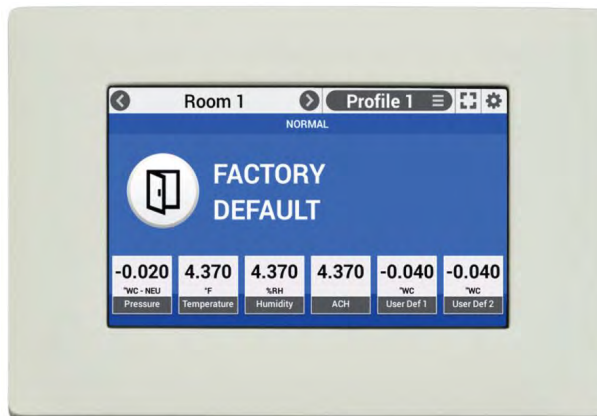 Room 1
Profile 1
NORMAL
FACTORY
DEFAULT
-0.020 4.370 4.370 4.370 -0.040 -0.040
"WC - NEU °F %RH "WC "WC
Pressure Temperature Humidity ACH User Def 1 User Def 2